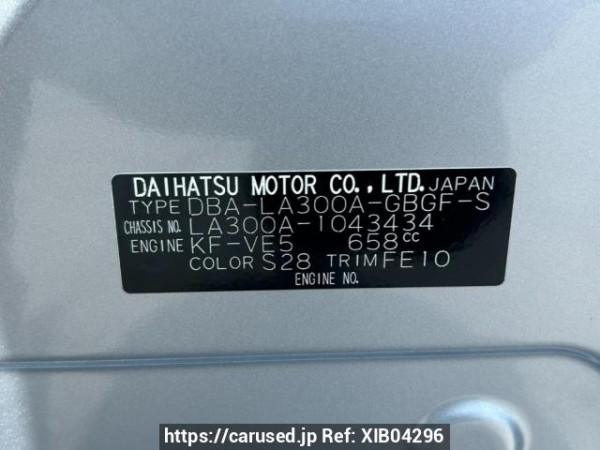 DAIHATSU MOTOR CO.,LTD. JAPAN
TYPE DBA-LA300A-GBGF-S
CHASSIS NO. LA300A-1043434
ENGINE KF-VE5 658cc
COLOR S28 TRIM FE10
ENGINE NO.
https://carused.jp Ref: XIB04296